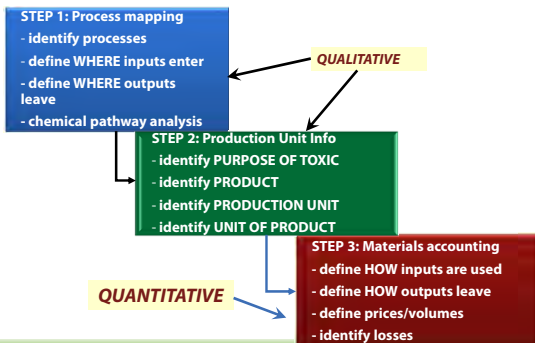 STEP 1: Process mapping
- identify processes
- define WHERE inputs enter
- define WHERE outputs
leave
- chemical pathway analysis
QUALITATIVE
STEP 2: Production Unit Info
- identify PURPOSE OF TOXIC
- identify PRODUCT
- identify PRODUCTION UNIT
- identify UNIT OF PRODUCT
STEP 3: Materials accounting
- define HOW inputs are used
- define HOW outputs leave
- define prices/volumes
- identify losses
QUANTITATIVE